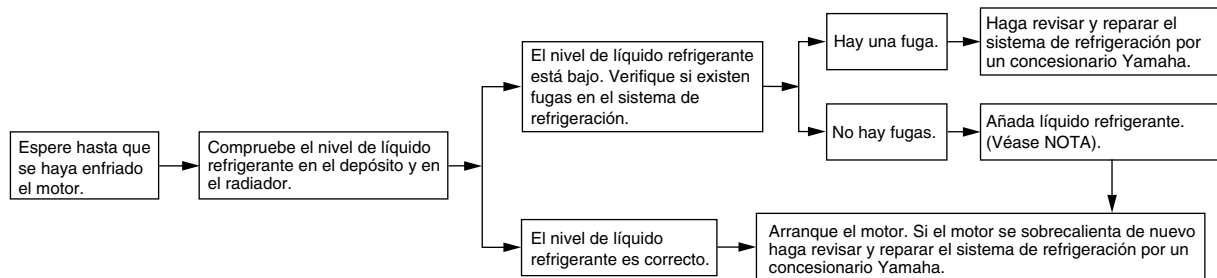 Espere hasta que
se haya enfriado
el motor.
Compruebe el nivel de líquido
refrigerante en el depósito y en
el radiador.
El nivel de líquido refrigerante
está bajo. Verifique si existen
fugas en el sistema de
refrigeración.
Hay una fuga.
Haga revisar y reparar el
sistema de refrigeración por
un concesionario Yamaha.
No hay fugas.
Añada líquido refrigerante.
(Véase NOTA).
El nivel de líquido
refrigerante es correcto.
Arranque el motor. Si el motor se sobrecalienta de nuevo
haga revisar y reparar el sistema de refrigeración por un
concesionario Yamaha.